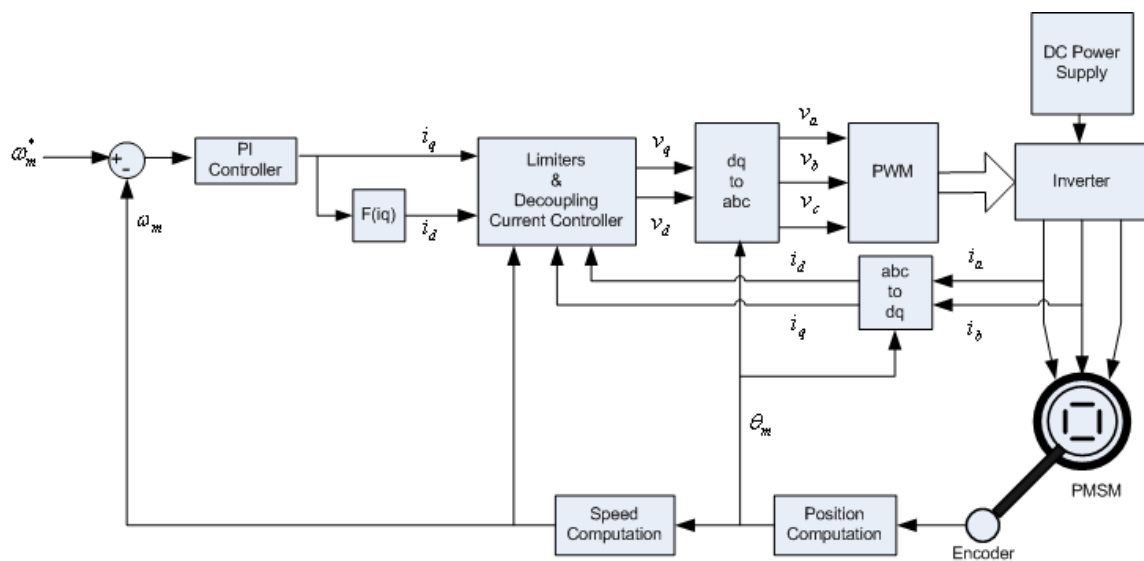 DC Power
Supply
ω*m
+
-
PI
Controller
iq
F(iq)
id
Limiters
&
Decoupling
Current Controller
vq
vd
dq
to
abc
va
vb
vc
PWM
Inverter
ωm
id
iq
abc
to
dq
ia
ib
θm
PMSM
Speed
Computation
Position
Computation
Encoder